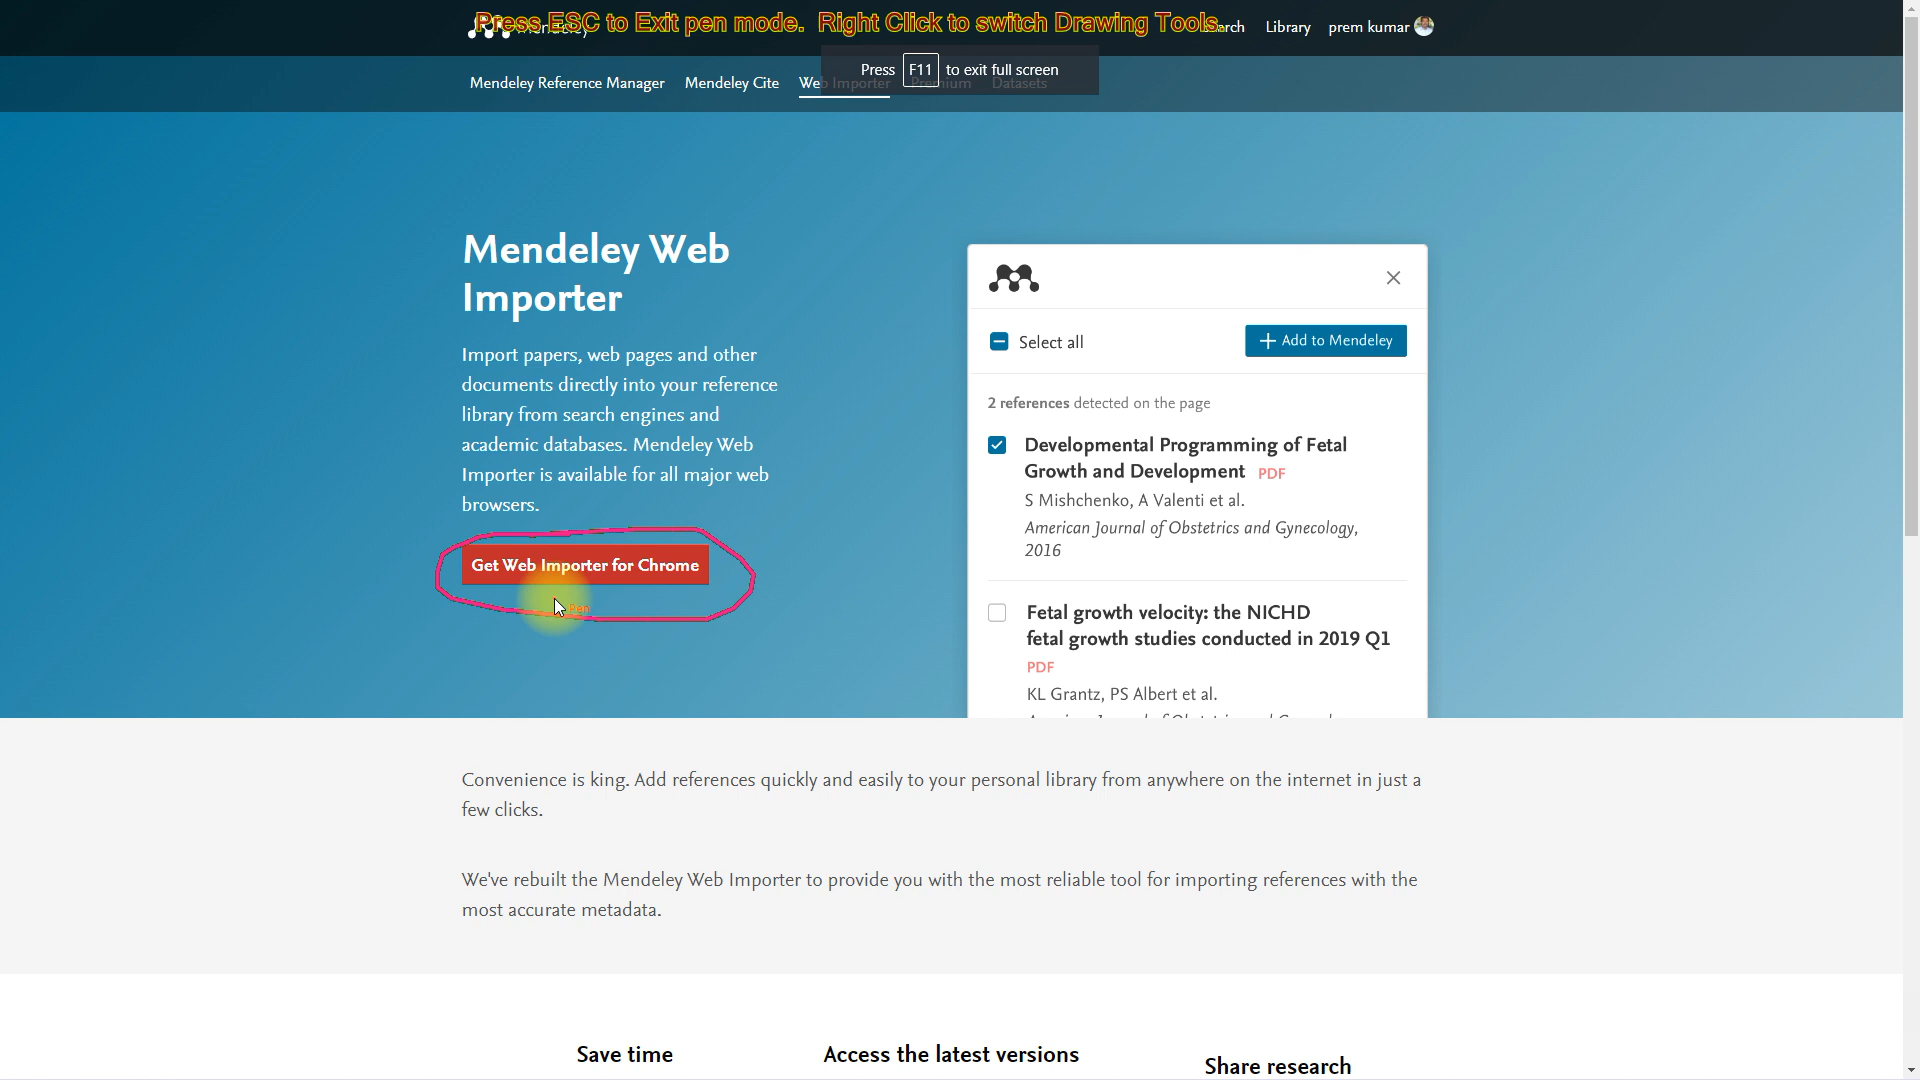 Press ESC to Exit pen mode. Right Click to switch Drawing Tools.
Library
prem kumar
Press F11 to exit full screen
Mendeley Reference Manager
Mendeley Cite
Web Importer
Premium
Datasets
Mendeley Web
Importer
Import papers, web pages and other
documents directly into your reference
library from search engines and
academic databases. Mendeley Web
Importer is available for all major web
browsers.
Get Web Importer for Chrome
Pen
Select all
Add to Mendeley
2 references detected on the page
Developmental Programming of Fetal
Growth and Development PDF
S Mishchenko, A Valenti et al.
American Journal of Obstetrics and Gynecology,
2016
Fetal growth velocity: the NICHD
fetal growth studies conducted in 2019 Q1
PDF
KL Grantz, PS Albert et al.
Convenience is king. Add references quickly and easily to your personal library from anywhere on the internet in just a
few clicks.
We've rebuilt the Mendeley Web Importer to provide you with the most reliable tool for importing references with the
most accurate metadata.
Save time
Access the latest versions
Share research